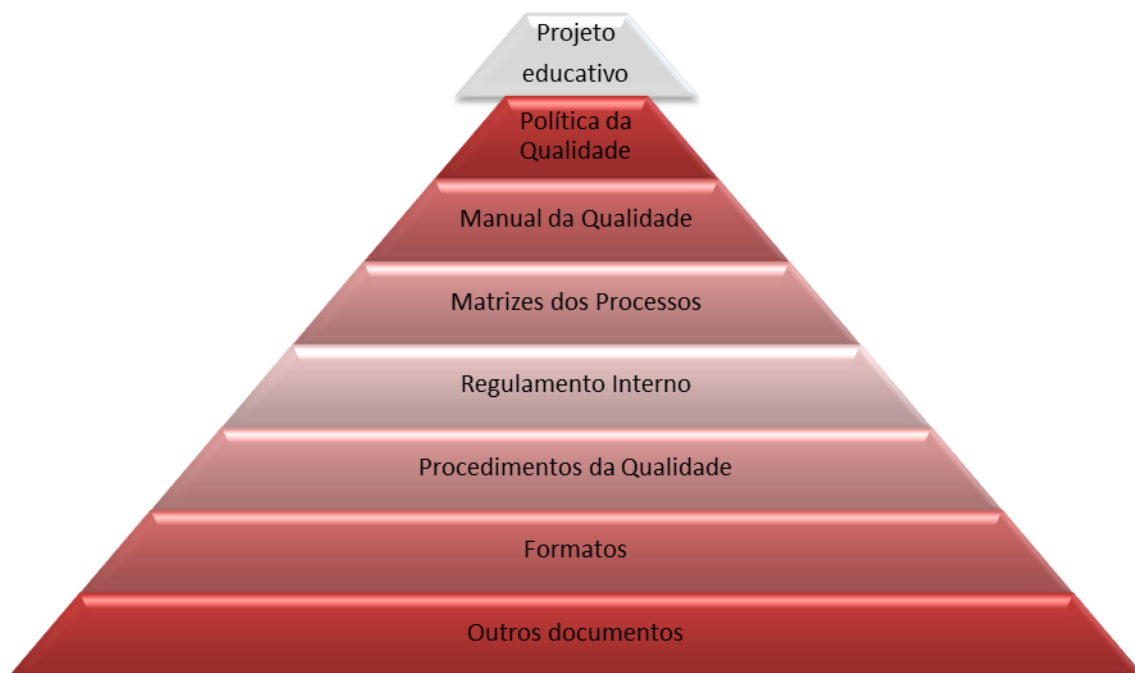 Projeto
educativo
Política da
Qualidade
Manual da Qualidade
Matrizes dos Processos
Regulamento Interno
Procedimentos da Qualidade
Formatos
Outros documentos